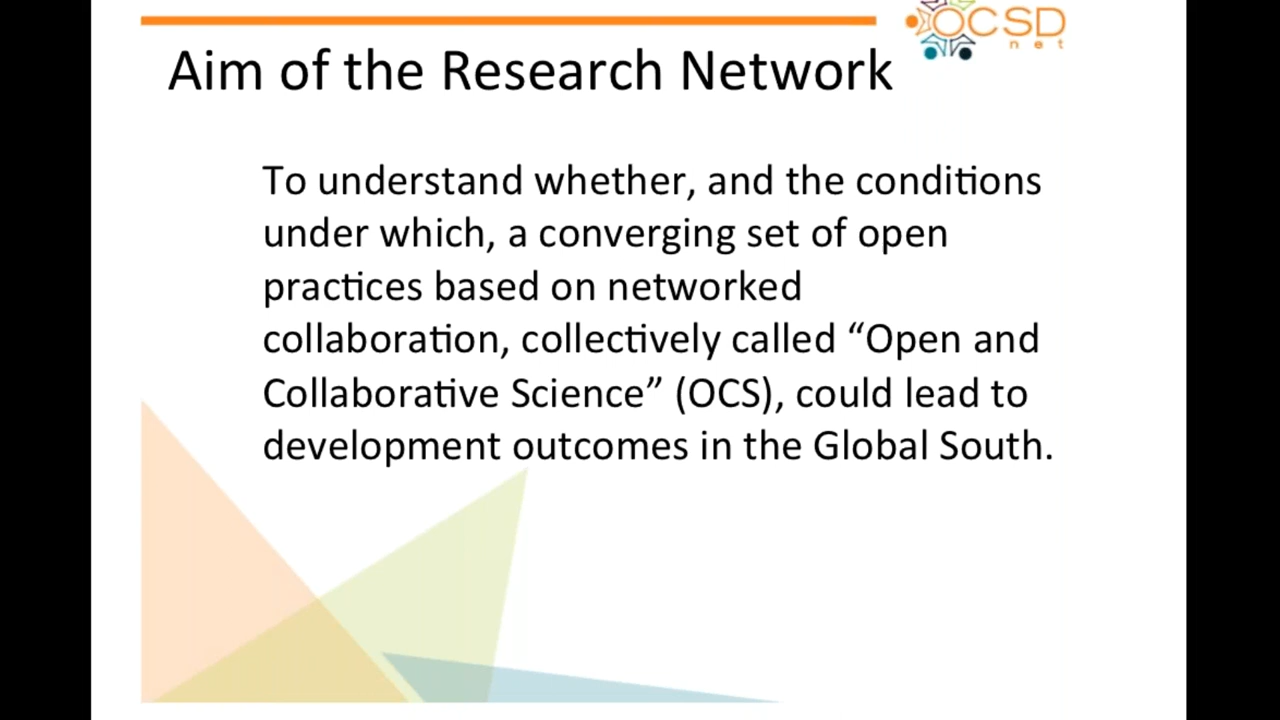 OCSD
net
Aim of the Research Network
To understand whether, and the conditions
under which, a converging set of open
practices based on networked
collaboration, collectively called “Open and
Collaborative Science” (OCS), could lead to
development outcomes in the Global South.